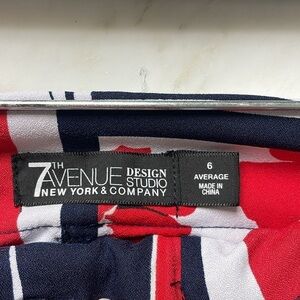 7TH AVENUE DESIGN STUDIO
NEW YORK & COMPANY
6
AVERAGE
MADE IN
CHINA